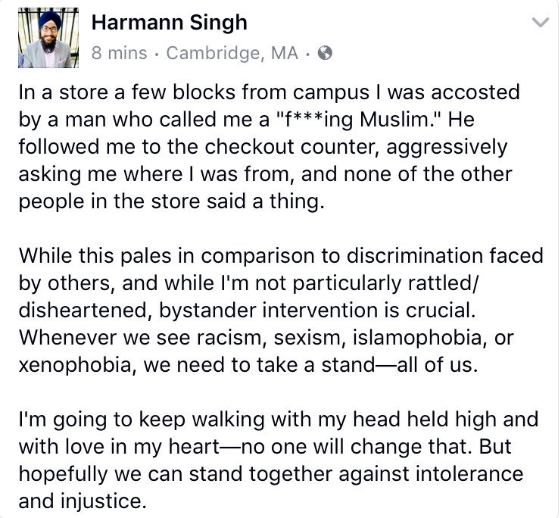 Harmann Singh
8 mins · Cambridge, MA ·
In a store a few blocks from campus I was accosted
by a man who called me a "f***ing Muslim." He
followed me to the checkout counter, aggressively
asking me where I was from, and none of the other
people in the store said a thing.
While this pales in comparison to discrimination faced
by others, and while I'm not particularly rattled/
disheartened, bystander intervention is crucial.
Whenever we see racism, sexism, islamophobia, or
xenophobia, we need to take a stand—all of us.
I'm going to keep walking with my head held high and
with love in my heart—no one will change that. But
hopefully we can stand together against intolerance
and injustice.